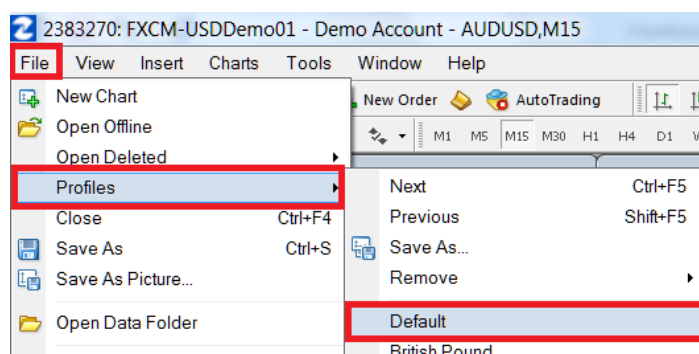 2383270: FXCM-USDDemo01 - Demo Account - AUDUSD,M15
File View Insert Charts Tools Window Help
New Chart
New Order AutoTrading
Open Offline
M1 M5 M15 M30 H1 H4 D1
Open Deleted
Profiles
Next Ctrl+F5
Close Ctrl+F4
Previous Shift+F5
Save As Ctrl+S
Save As...
Save As Picture...
Remove
Open Data Folder
Default
British Pound